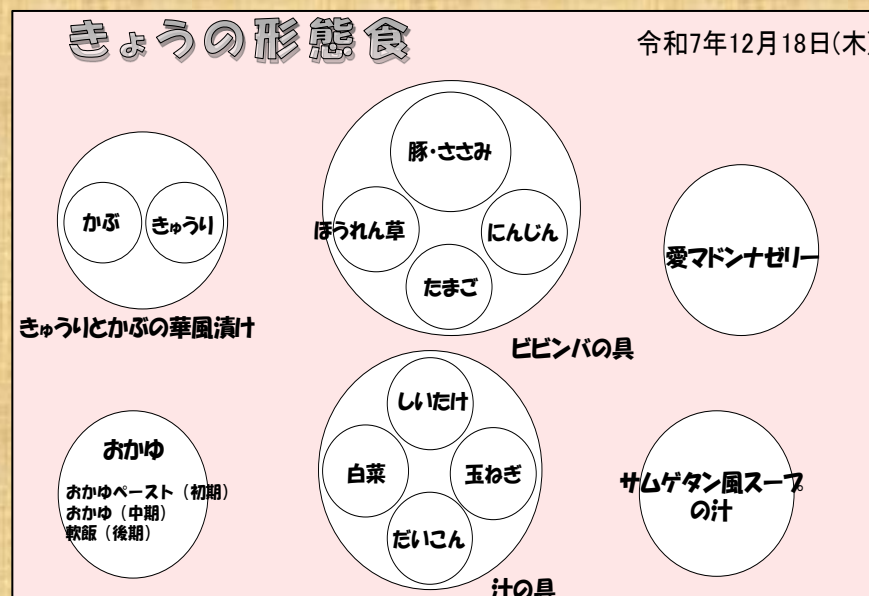 きょうの形態食
令和7年12月18日(木)
豚・ささみ
かぶ
きゅうり
ほうれん草
にんじん
たまご
愛マドンナゼリー
きゅうりとかぶの華風漬け
ビビンバの具
しいたけ
おかゆ
白菜
玉ねぎ
サムゲタン風スープ
の汁
おかゆペースト（初期）
おかゆ（中期）
軟飯（後期）
だいこん
汁の具